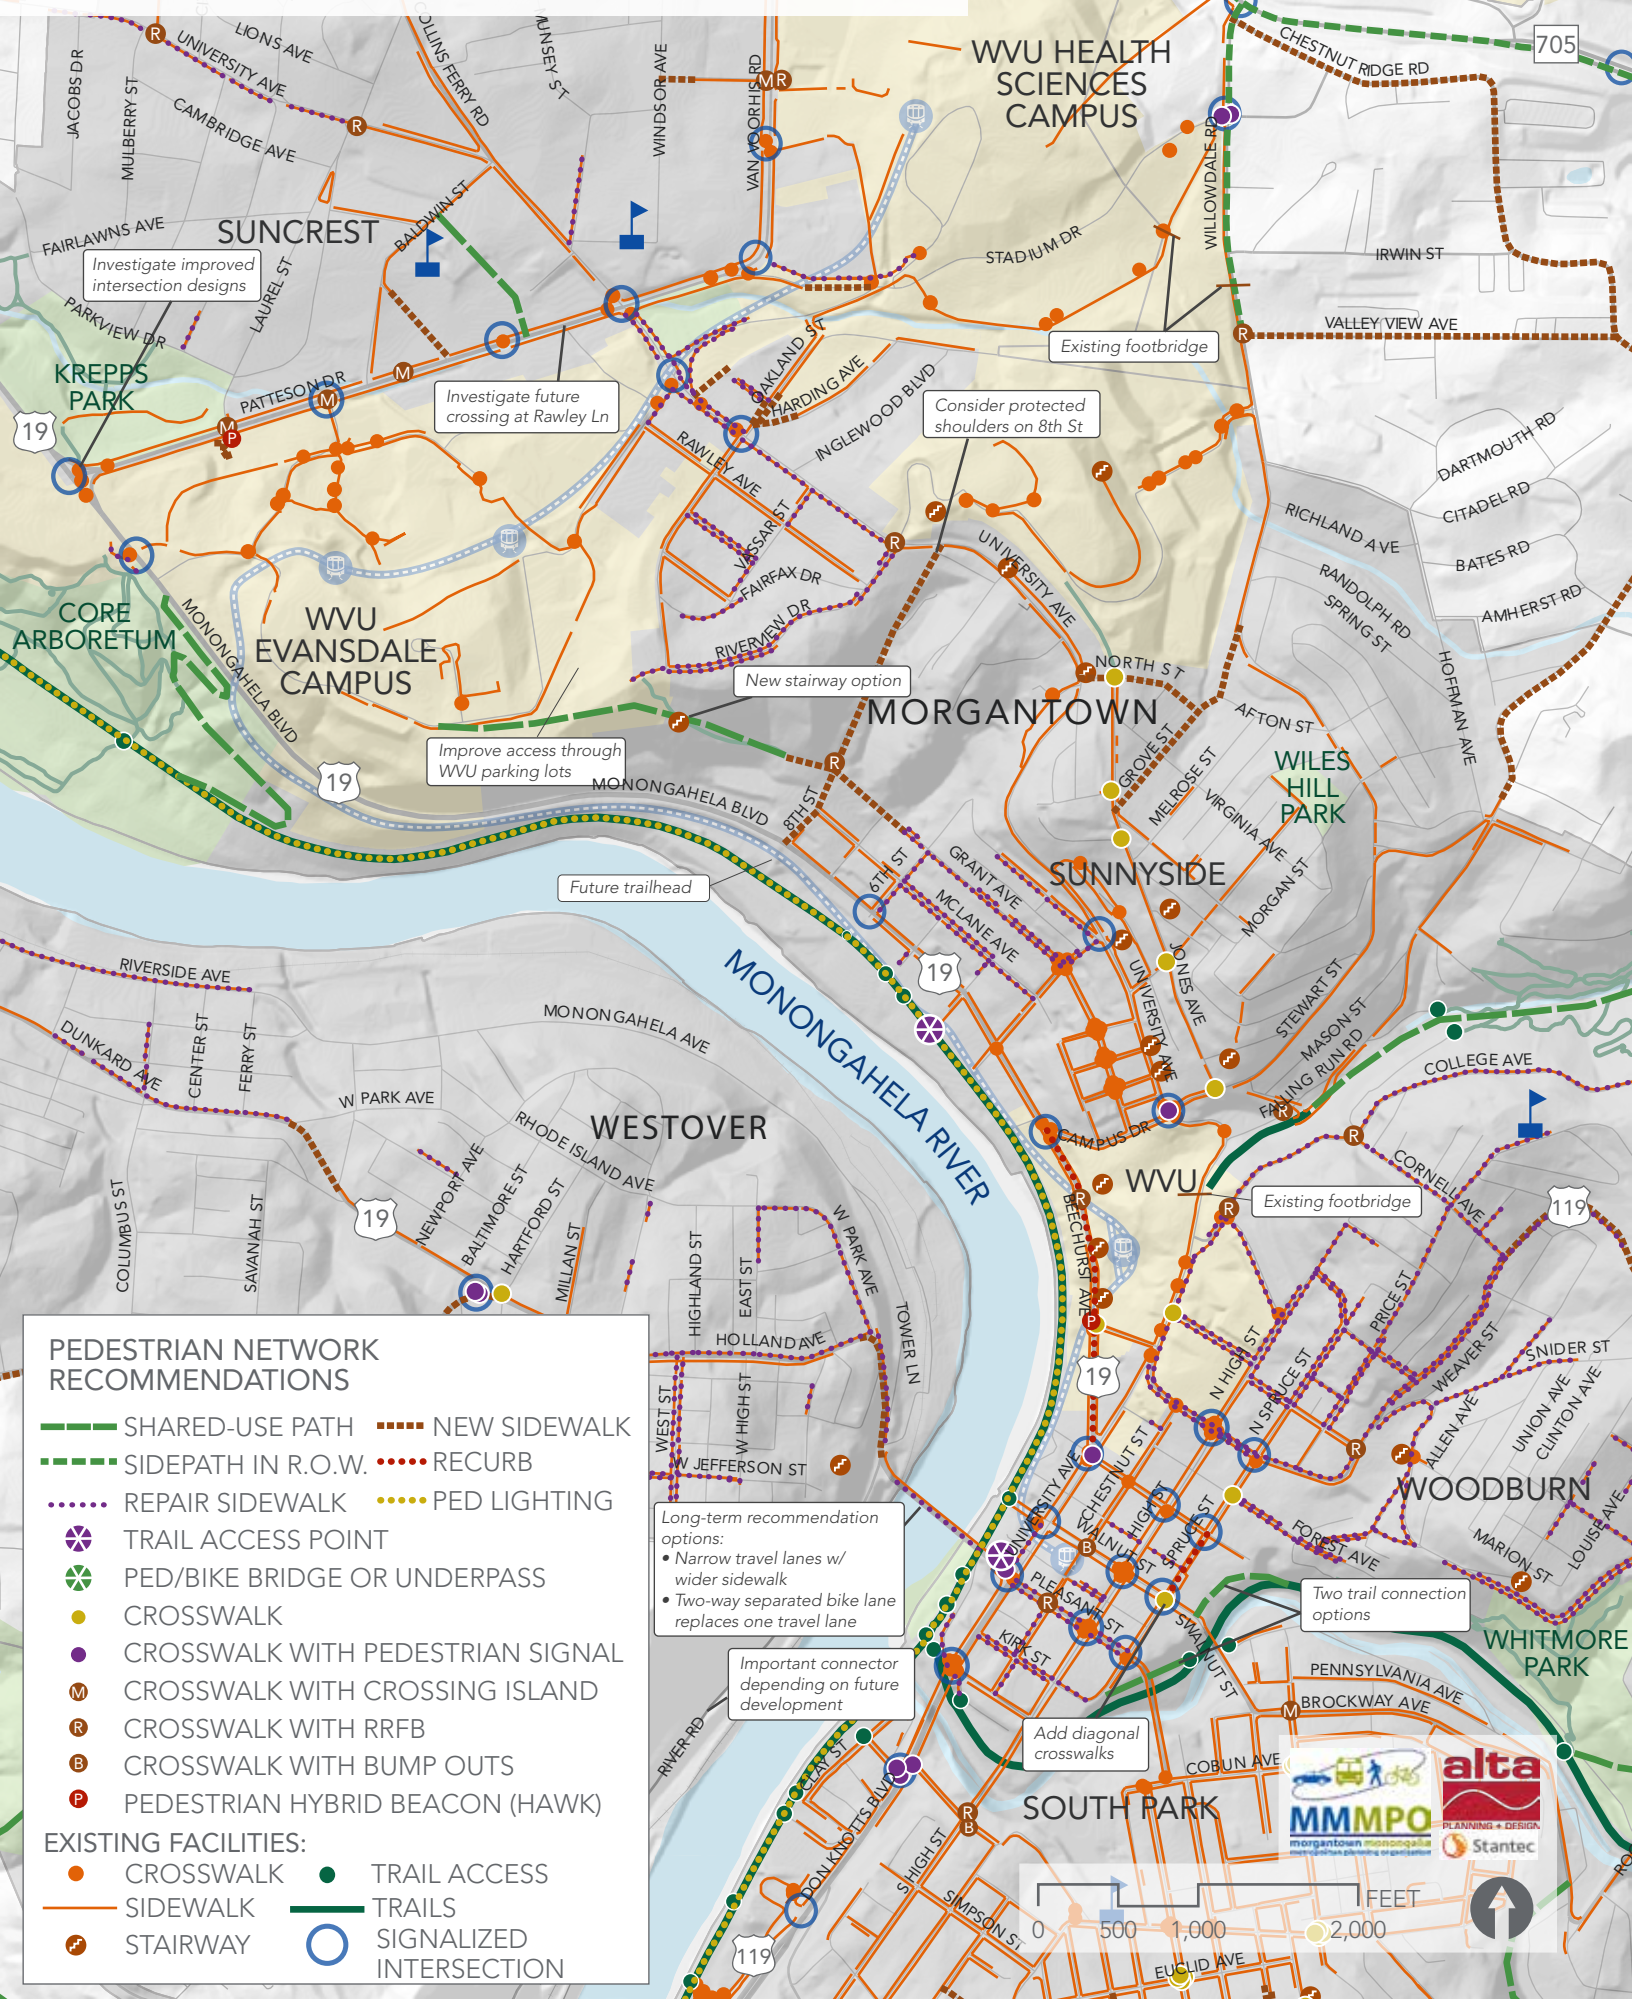 LIONS AVE
UNIVERSITY AVE
CAMBRIDGE AVE
JACOBS DR
MULBERRY ST
COLLINS FERRY RD
MUNSEY ST
WINDSOR AVE
VAN VOORHIS RD
WVU HEALTH
SCIENCES
CAMPUS
CHESTNUT RIDGE RD
705
WILLOWDALE RD
M R
R
R
FAIRLAWNS AVE
SUNCREST
BALDWIN ST
STADIUM DR
IRWIN ST
Investigate improved
intersection designs
LAUREL ST
PARKVIEW DR
KREPPS
PARK
PATTESON DR
M
M
M
P
19
Investigate future
crossing at Rawley Ln
OAKLAND ST
HARDING AVE
INGLEWOOD BLVD
Existing footbridge
R
VALLEY VIEW AVE
Consider protected
shoulders on 8th St
RAWLEY AVE
VASSAR ST
FAIRFAX DR
RIVERVIEW DR
R
UNIVERSITY AVE
DARTMOUTH RD
CITADEL RD
BATES RD
AMHERST RD
RICHLAND AVE
RANDOLPH RD
SPRING ST
HOFFMAN AVE
CORE
ARBORETUM
MONONGAHELA BLVD
WVU
EVANSDALE
CAMPUS
New stairway option
NORTH ST
MORGANTOWN
AFTON ST
Improve access through
WVU parking lots
19
MONONGAHELA BLVD
R
8TH ST
GROVE ST
MELROSE ST
VIRGINIA AVE
MORGAN ST
WILES
HILL
PARK
Future trailhead
6TH ST
GRANT AVE
MCLANE AVE
SUNNYSIDE
19
MONONGAHELA RIVER
UNIVERSITY AVE
JONES AVE
STEWART ST
MASON ST
FALLING RUN RD
R
COLLEGE AVE
RIVERSIDE AVE
DUNKARD AVE
CENTER ST
FERRY ST
MONONGAHELA AVE
W PARK AVE
WESTOVER
RHODE ISLAND AVE
CAMPUS DR
WVU
Existing footbridge
R
R
R
CORNELL AVE
119
COLUMBUS ST
SAVANAH ST
19
NEWPORT AVE
BALTIMORE ST
HARTFORD ST
MILLAN ST
HIGHLAND ST
EAST ST
W PARK AVE
TOWER LN
HOLLAND AVE
WEST ST
W HIGH ST
W JEFFERSON ST
BEECHURST AVE
P
19
N HIGH ST
N SPRUCE ST
PRICE ST
WEAVER ST
SNIDER ST
UNION AVE
CLINTON AVE
ALLEN AVE
R
WOODBURN
LOUISE AVE
MARION ST
FOREST AVE
UNIVERSITY AVE
CHESTNUT ST
HIGH ST
WALNUT ST
SPRUCE ST
B
R
PLEASANT ST
KIRK ST
S WALNUT ST
Long-term recommendation
options:
• Narrow travel lanes w/
wider sidewalk
• Two-way separated bike lane
replaces one travel lane
Two trail connection
options
WHITMORE
PARK
Important connector
depending on future
development
PENNSYLVANIA AVE
BROCKWAY AVE
M
Add diagonal
crosswalks
COBUN AVE
RIVER RD
CLAY ST
DON KNOTTS BLVD
SOUTH PARK
R
B
S HIGH ST
SIMPSON ST
119
EUCLID AVE
PEDESTRIAN NETWORK
RECOMMENDATIONS
SHARED-USE PATH
NEW SIDEWALK
SIDEPATH IN R.O.W.
RECURB
REPAIR SIDEWALK
PED LIGHTING
TRAIL ACCESS POINT
PED/BIKE BRIDGE OR UNDERPASS
CROSSWALK
CROSSWALK WITH PEDESTRIAN SIGNAL
M CROSSWALK WITH CROSSING ISLAND
R CROSSWALK WITH RRFB
B CROSSWALK WITH BUMP OUTS
P PEDESTRIAN HYBRID BEACON (HAWK)
EXISTING FACILITIES:
CROSSWALK
TRAIL ACCESS
SIDEWALK
TRAILS
STAIRWAY
SIGNALIZED
INTERSECTION
MMMPO
morgantown monongalia
metropolitan planning organization
alta
PLANNING + DESIGN
Stantec
FEET
0 500 1,000 2,000